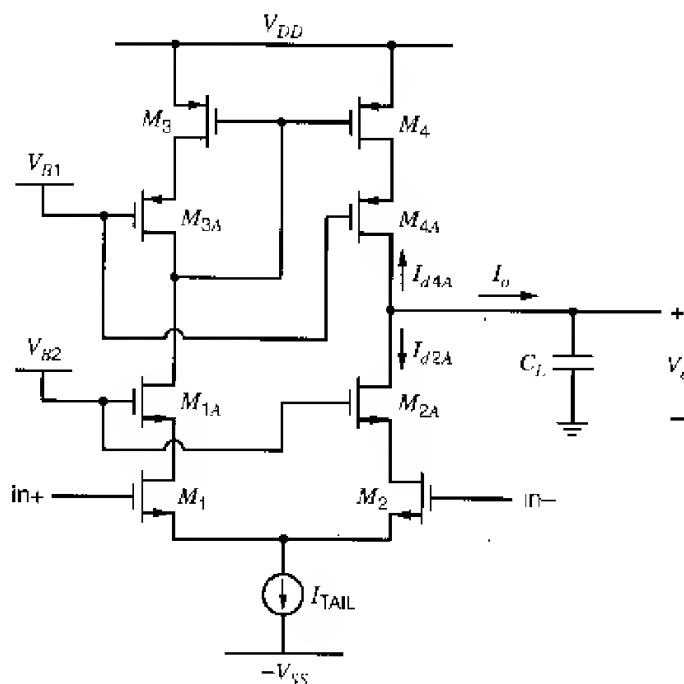 V_DD
M_3
M_4
V_B1
M_3A
M_4A
I_d4A
I_o
V_B2
I_d2A
C_L
+
M_1A
M_2A
–
in+
M_1
M_2
in–
I_TAIL
–V_SS